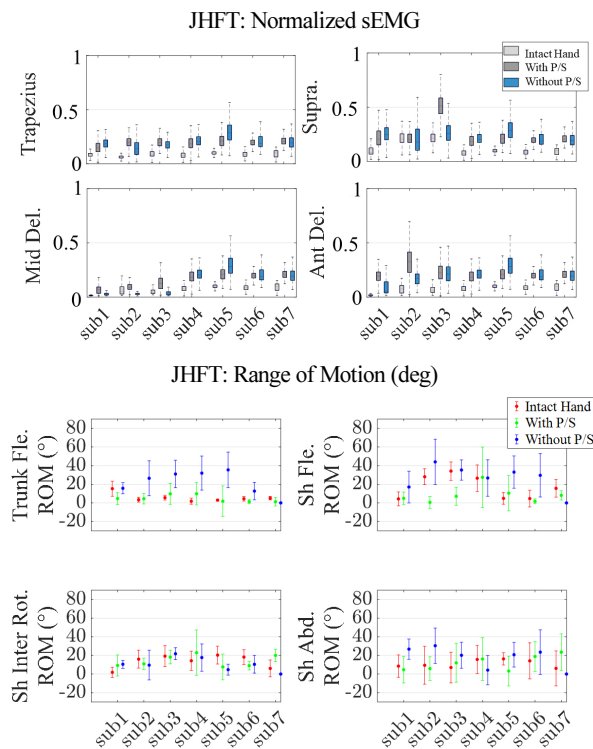 JHFT: Normalized sEMG
Trapezius
1
0.5
0
Supra.
1
0.5
0
Intact Hand
With P/S
Without P/S
Mid Del.
1
0.5
0
sub1
sub2
sub3
sub4
sub5
sub6
sub7
Ant Del.
1
0.5
0
sub1
sub2
sub3
sub4
sub5
sub6
sub7
JHFT: Range of Motion (deg)
Trunk Fle.
ROM (°)
80
60
40
20
0
-20
Sh Fle.
ROM (°)
80
60
40
20
0
-20
Intact Hand
With P/S
Without P/S
Sh Inter Rot.
ROM (°)
80
60
40
20
0
-20
sub1
sub2
sub3
sub4
sub5
sub6
sub7
Sh Abd.
ROM (°)
80
60
40
20
0
-20
sub1
sub2
sub3
sub4
sub5
sub6
sub7